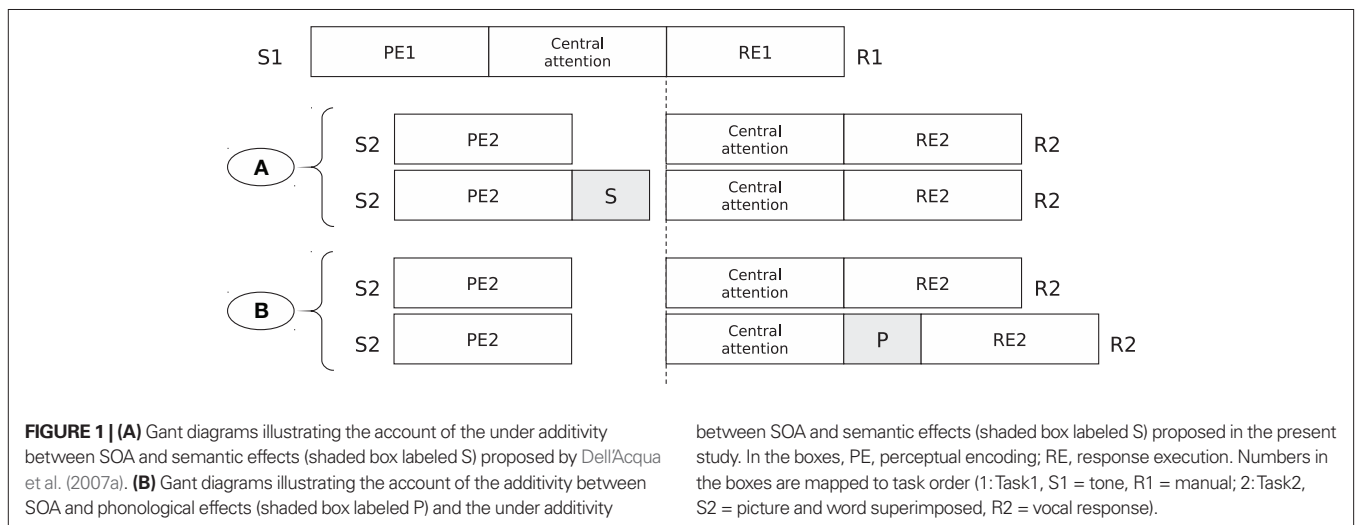 S1 PE1 Central attention RE1 R1
A
S2 PE2 Central attention RE2 R2
S2 PE2 S Central attention RE2 R2
B
S2 PE2 Central attention RE2 R2
S2 PE2 Central attention P RE2 R2
FIGURE 1 | (A) Gant diagrams illustrating the account of the under additivity
between SOA and semantic effects (shaded box labeled S) proposed by Dell'Acqua
et al. (2007a). (B) Gant diagrams illustrating the account of the additivity between
SOA and phonological effects (shaded box labeled P) and the under additivity
between SOA and semantic effects (shaded box labeled S) proposed in the present
study. In the boxes, PE, perceptual encoding; RE, response execution. Numbers in
the boxes are mapped to task order (1: Task1, S1 = tone, R1 = manual; 2: Task2,
S2 = picture and word superimposed, R2 = vocal response).